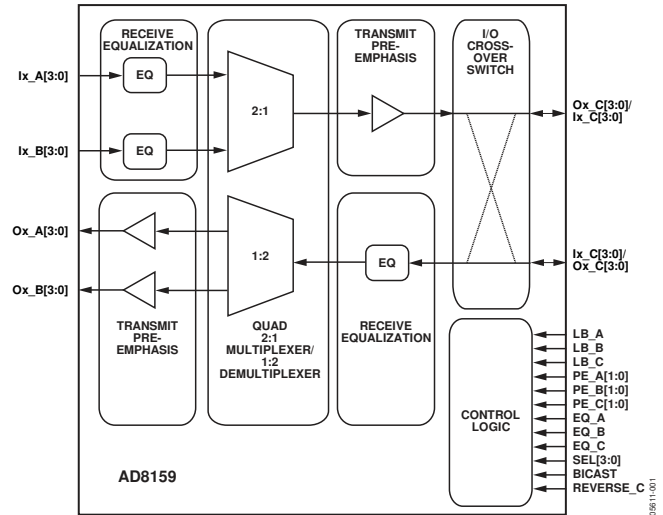 RECEIVE
EQUALIZATION
TRANSMIT
PRE-
EMPHASIS
I/O
CROSS-
OVER
SWITCH
Ix_A[3:0]
EQ
2:1
Ox_C[3:0]/
Ix_C[3:0]
Ix_B[3:0]
EQ
Ox_A[3:0]
1:2
EQ
Ix_C[3:0]/
Ox_C[3:0]
Ox_B[3:0]
TRANSMIT
PRE-
EMPHASIS
QUAD
2:1
MULTIPLEXER/
1:2
DEMULTIPLEXER
RECEIVE
EQUALIZATION
CONTROL
LOGIC
LB_A
LB_B
LB_C
PE_A[1:0]
PE_B[1:0]
PE_C[1:0]
EQ_A
EQ_B
EQ_C
SEL[3:0]
BICAST
REVERSE_C
AD8159
05611-001